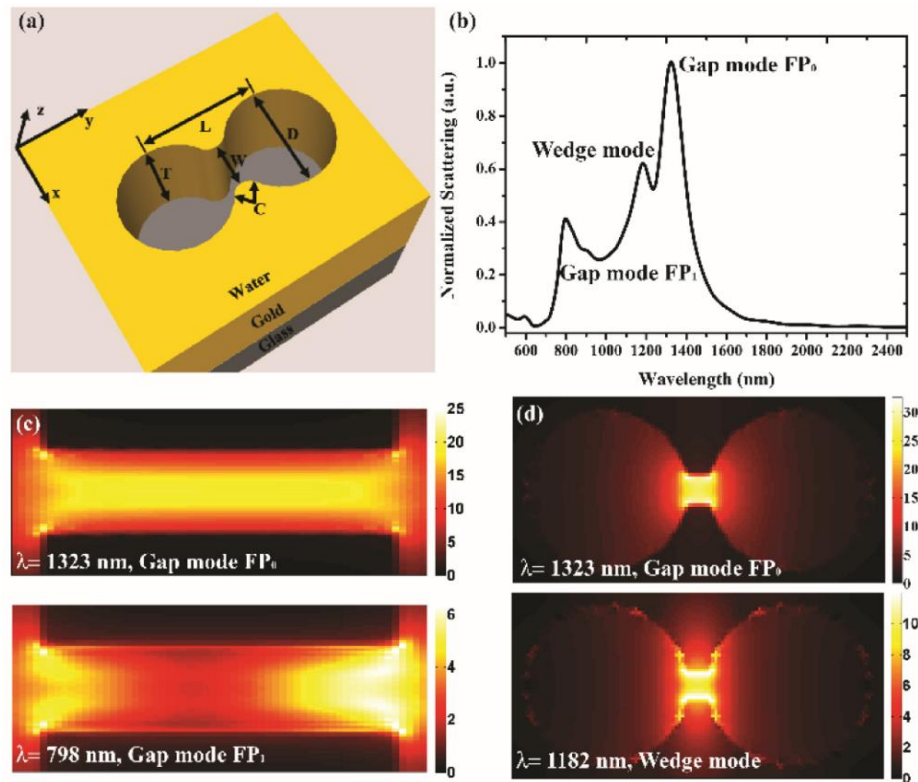 (a)
z
y
x
L
D
T
W
C
Water
Gold
Glass
(b)
Normalized Scattering (a.u.)
1.0
0.8
0.6
0.4
0.2
0.0
Gap mode FP₀
Wedge mode
Gap mode FP₁
600 800 1000 1200 1400 1600 1800 2000 2200 2400
Wavelength (nm)
(c)
25
20
15
10
5
0
λ= 1323 nm, Gap mode FP₀
6
4
2
0
λ= 798 nm, Gap mode FP₁
(d)
30
25
20
15
10
5
0
λ= 1323 nm, Gap mode FP₀
10
8
6
4
2
0
λ= 1182 nm, Wedge mode